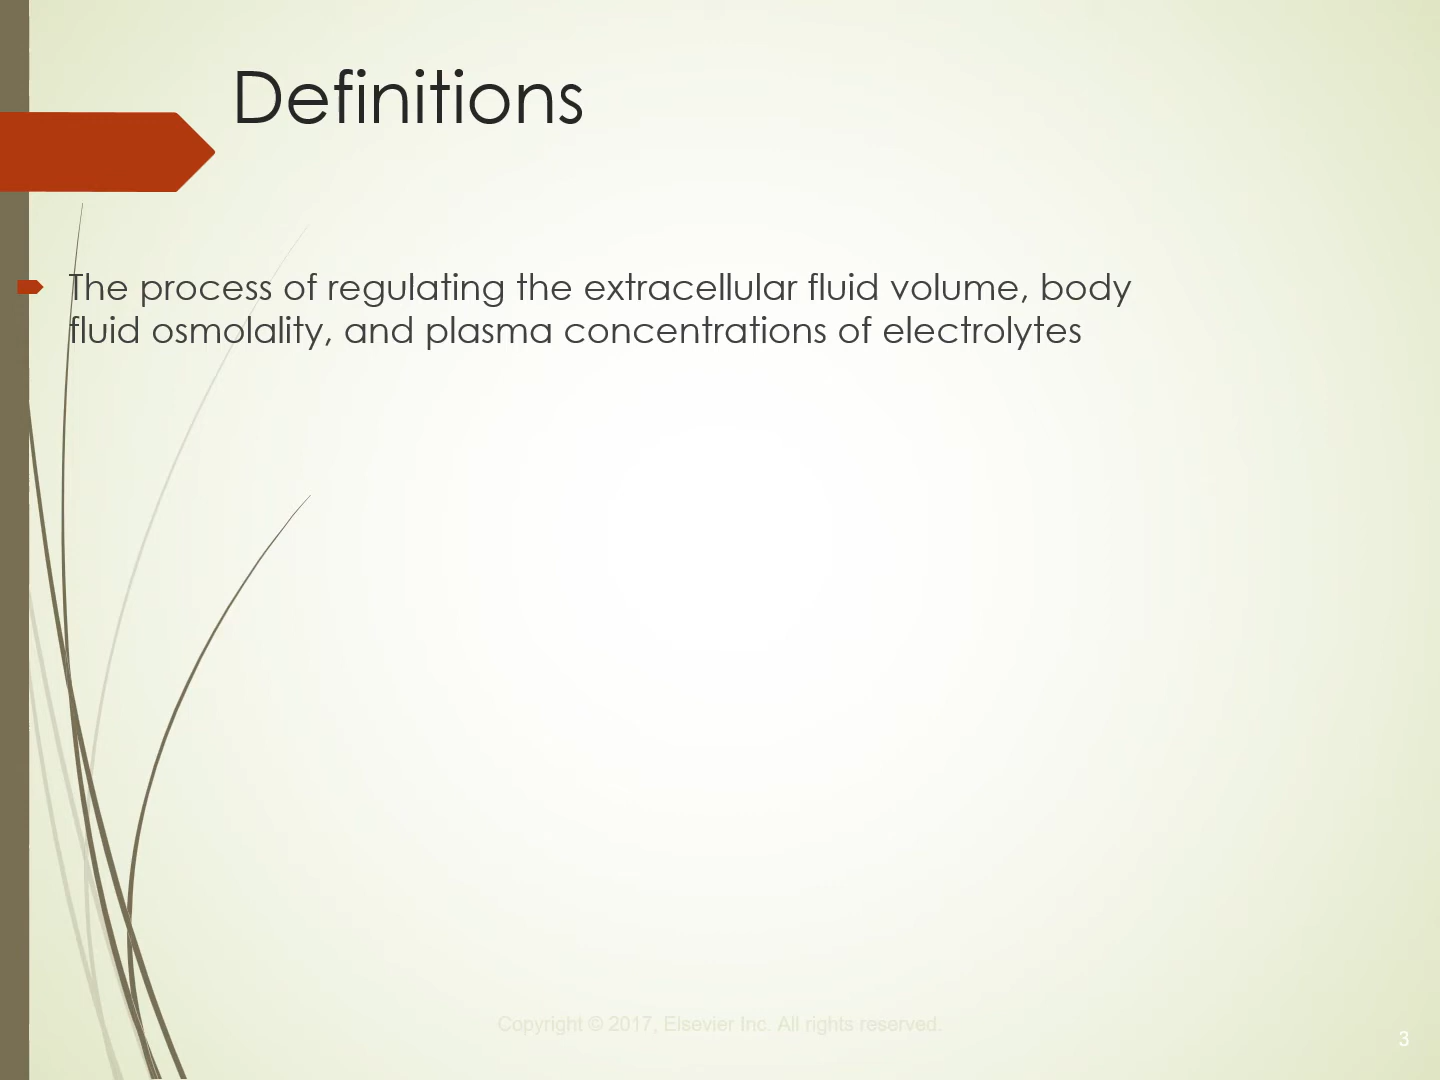 Definitions
The process of regulating the extracellular fluid volume, body
fluid osmolality, and plasma concentrations of electrolytes
Copyright © 2017, Elsevier Inc. All rights reserved.
3